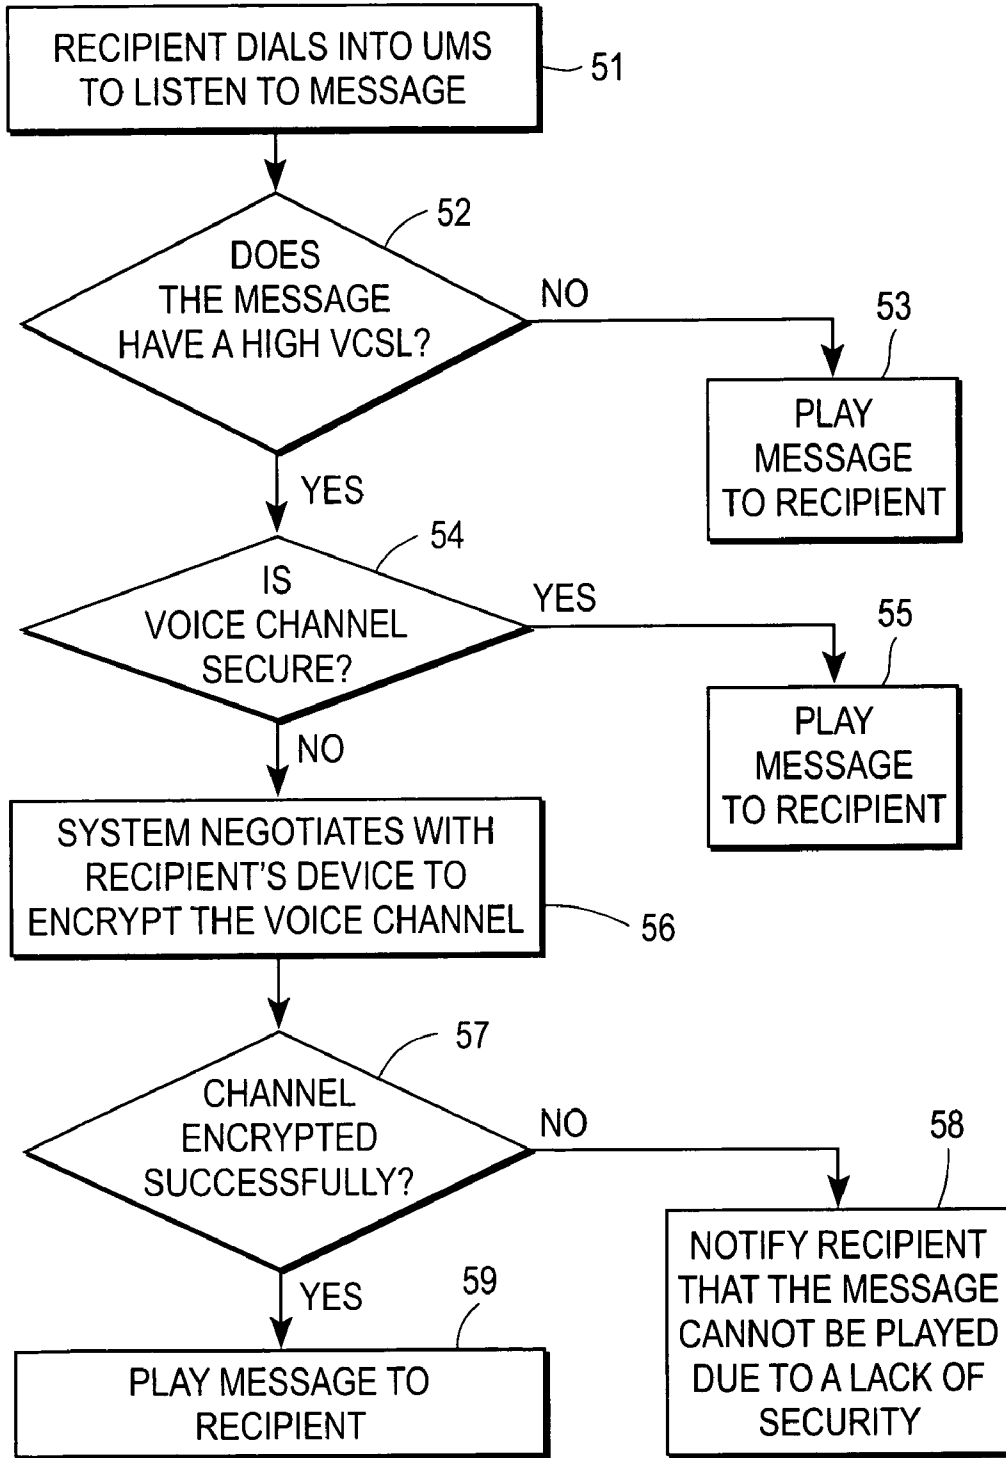 RECIPIENT DIALS INTO UMS
TO LISTEN TO MESSAGE
51
52
DOES
THE MESSAGE
HAVE A HIGH VCSL?
NO
53
PLAY
MESSAGE
TO RECIPIENT
YES
54
IS
VOICE CHANNEL
SECURE?
YES
55
PLAY
MESSAGE
TO RECIPIENT
NO
SYSTEM NEGOTIATES WITH
RECIPIENT'S DEVICE TO
ENCRYPT THE VOICE CHANNEL
56
57
CHANNEL
ENCRYPTED
SUCCESSFULLY?
NO
58
NOTIFY RECIPIENT
THAT THE MESSAGE
CANNOT BE PLAYED
DUE TO A LACK OF
SECURITY
YES
59
PLAY MESSAGE TO
RECIPIENT